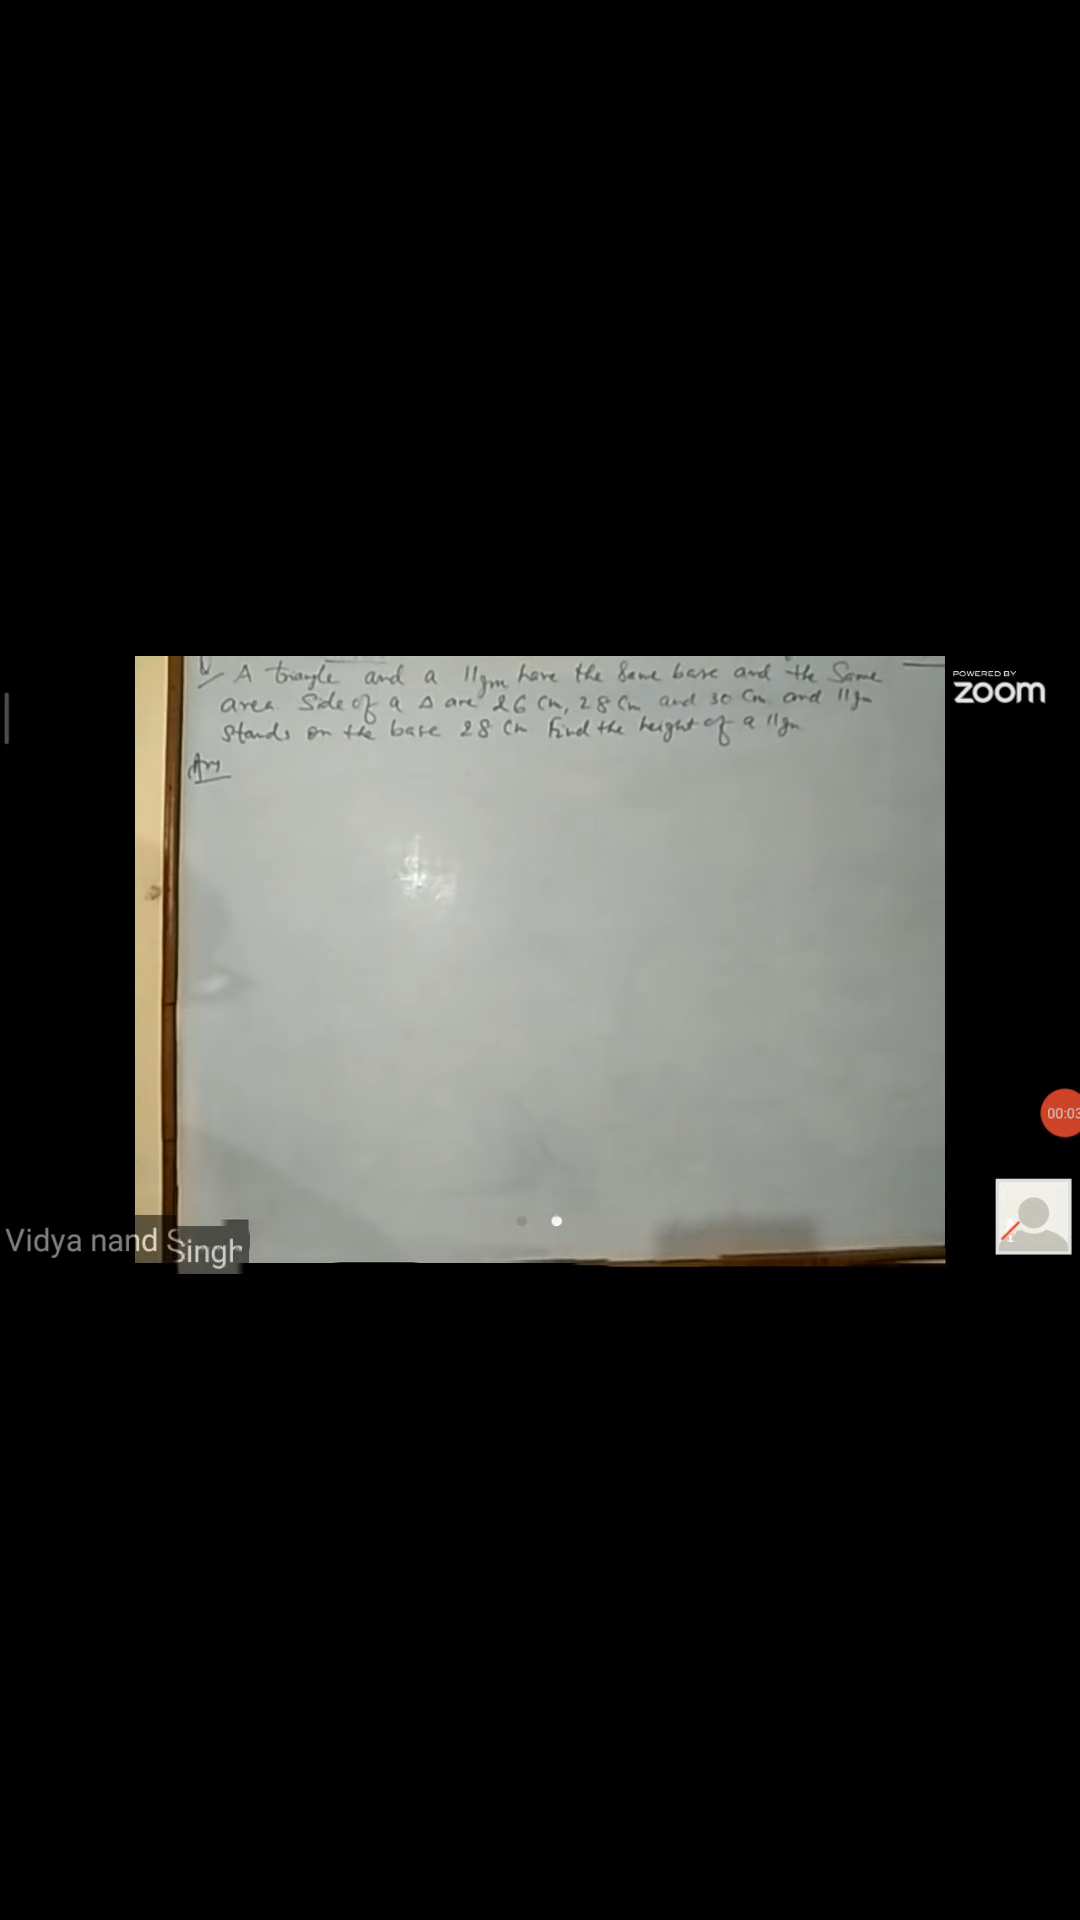 Q A triangle and a ||gm have the same base and the same
area. Side of a Δ are 26 Cm, 28 Cm and 30 Cm and ||gm
stands on the base 28 Cm find the height of a ||gm
Ans
POWERED BY
zoom
00:03
Vidya nand Singh